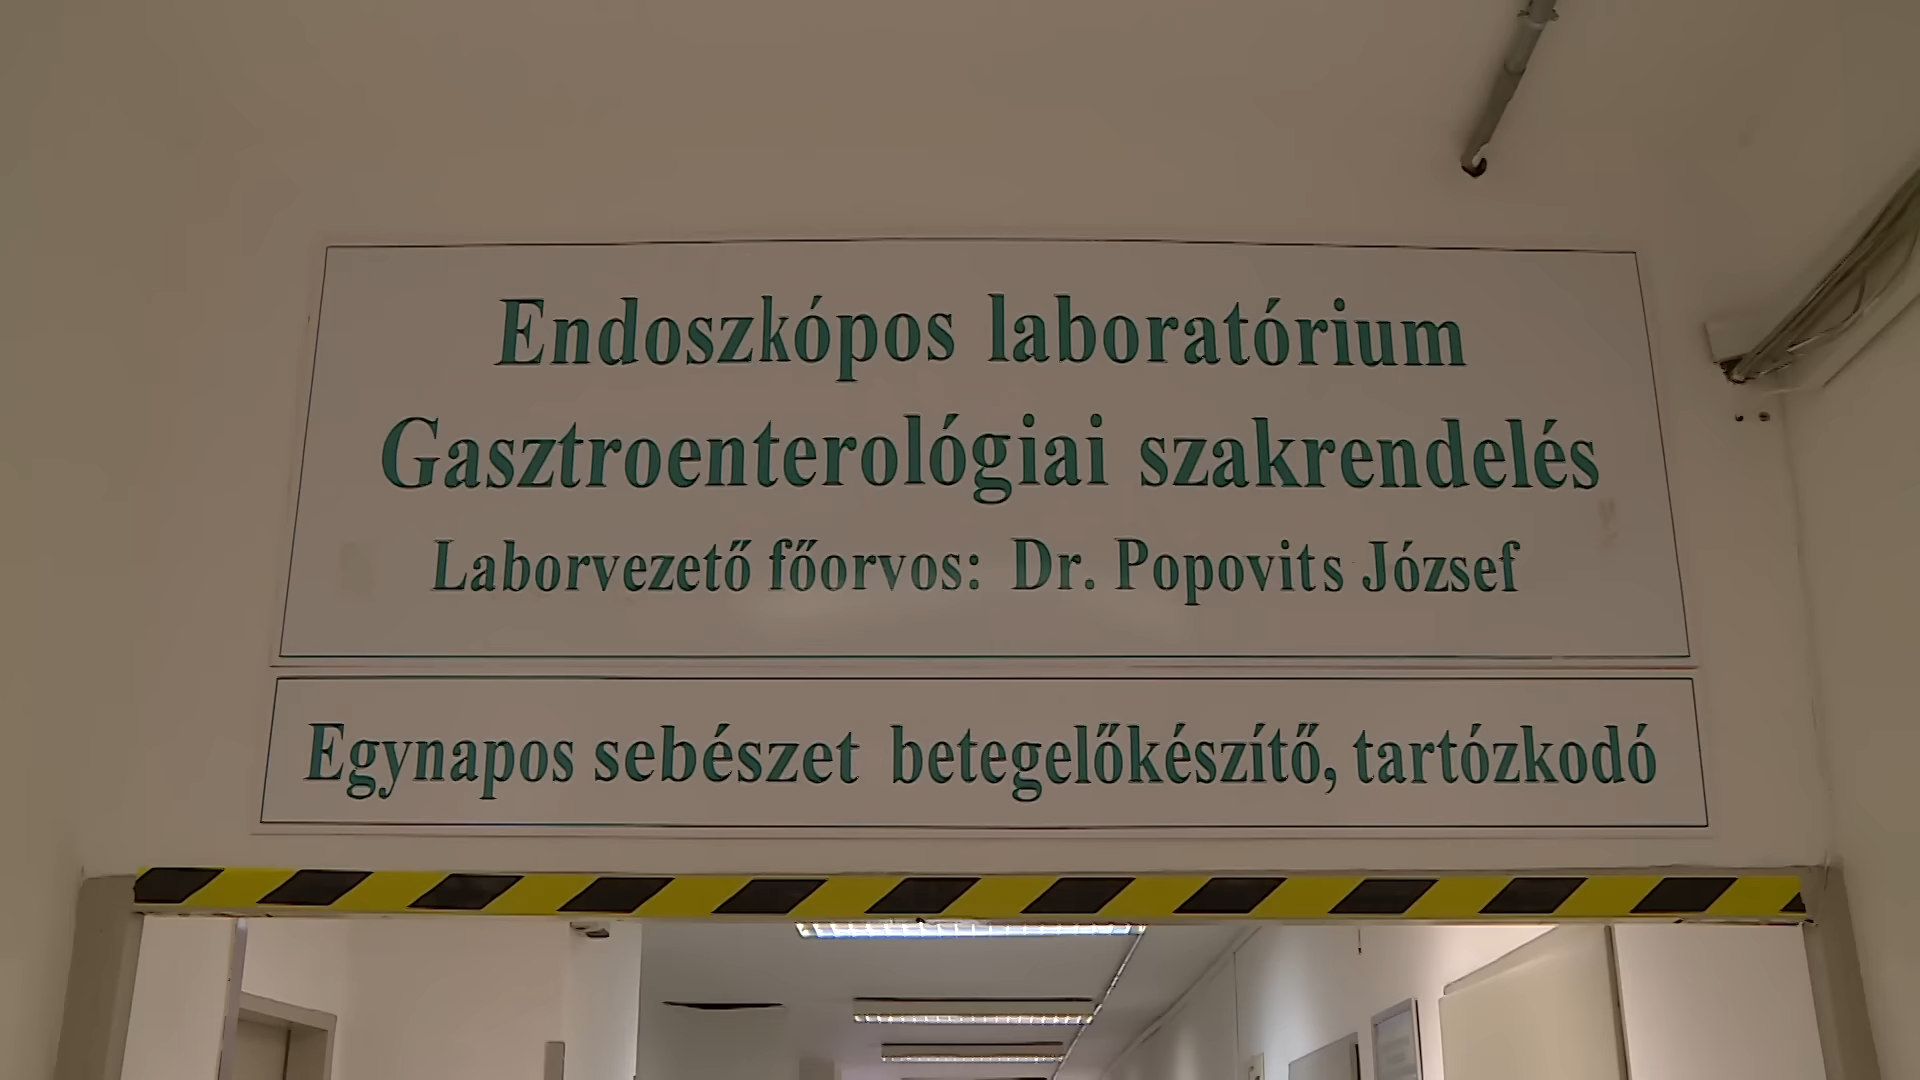 Endoszkópos laboratórium
Gasztroenterológiai szakrendelés
Laborvezető főorvos: Dr. Popovits József
Egynapos sebészet betegelőkészítő, tartózkodó